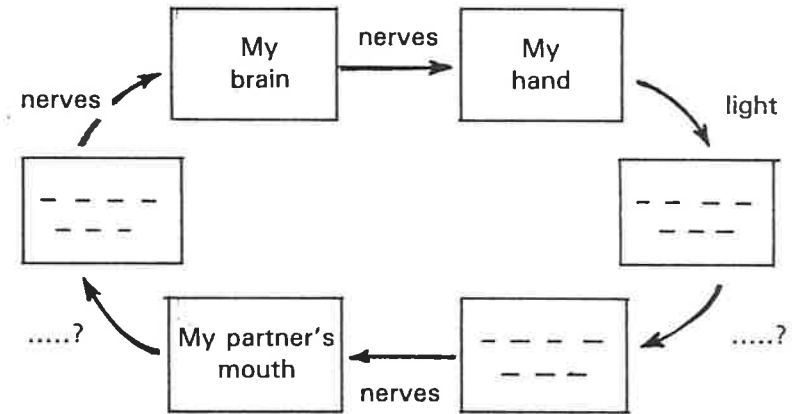 My
brain
nerves
My
hand
nerves
light
_ _ _ _
_ _ _
_ _ _ _
_ _ _
.....?
My partner's
mouth
nerves
_ _ _ _
_ _ _
.....?